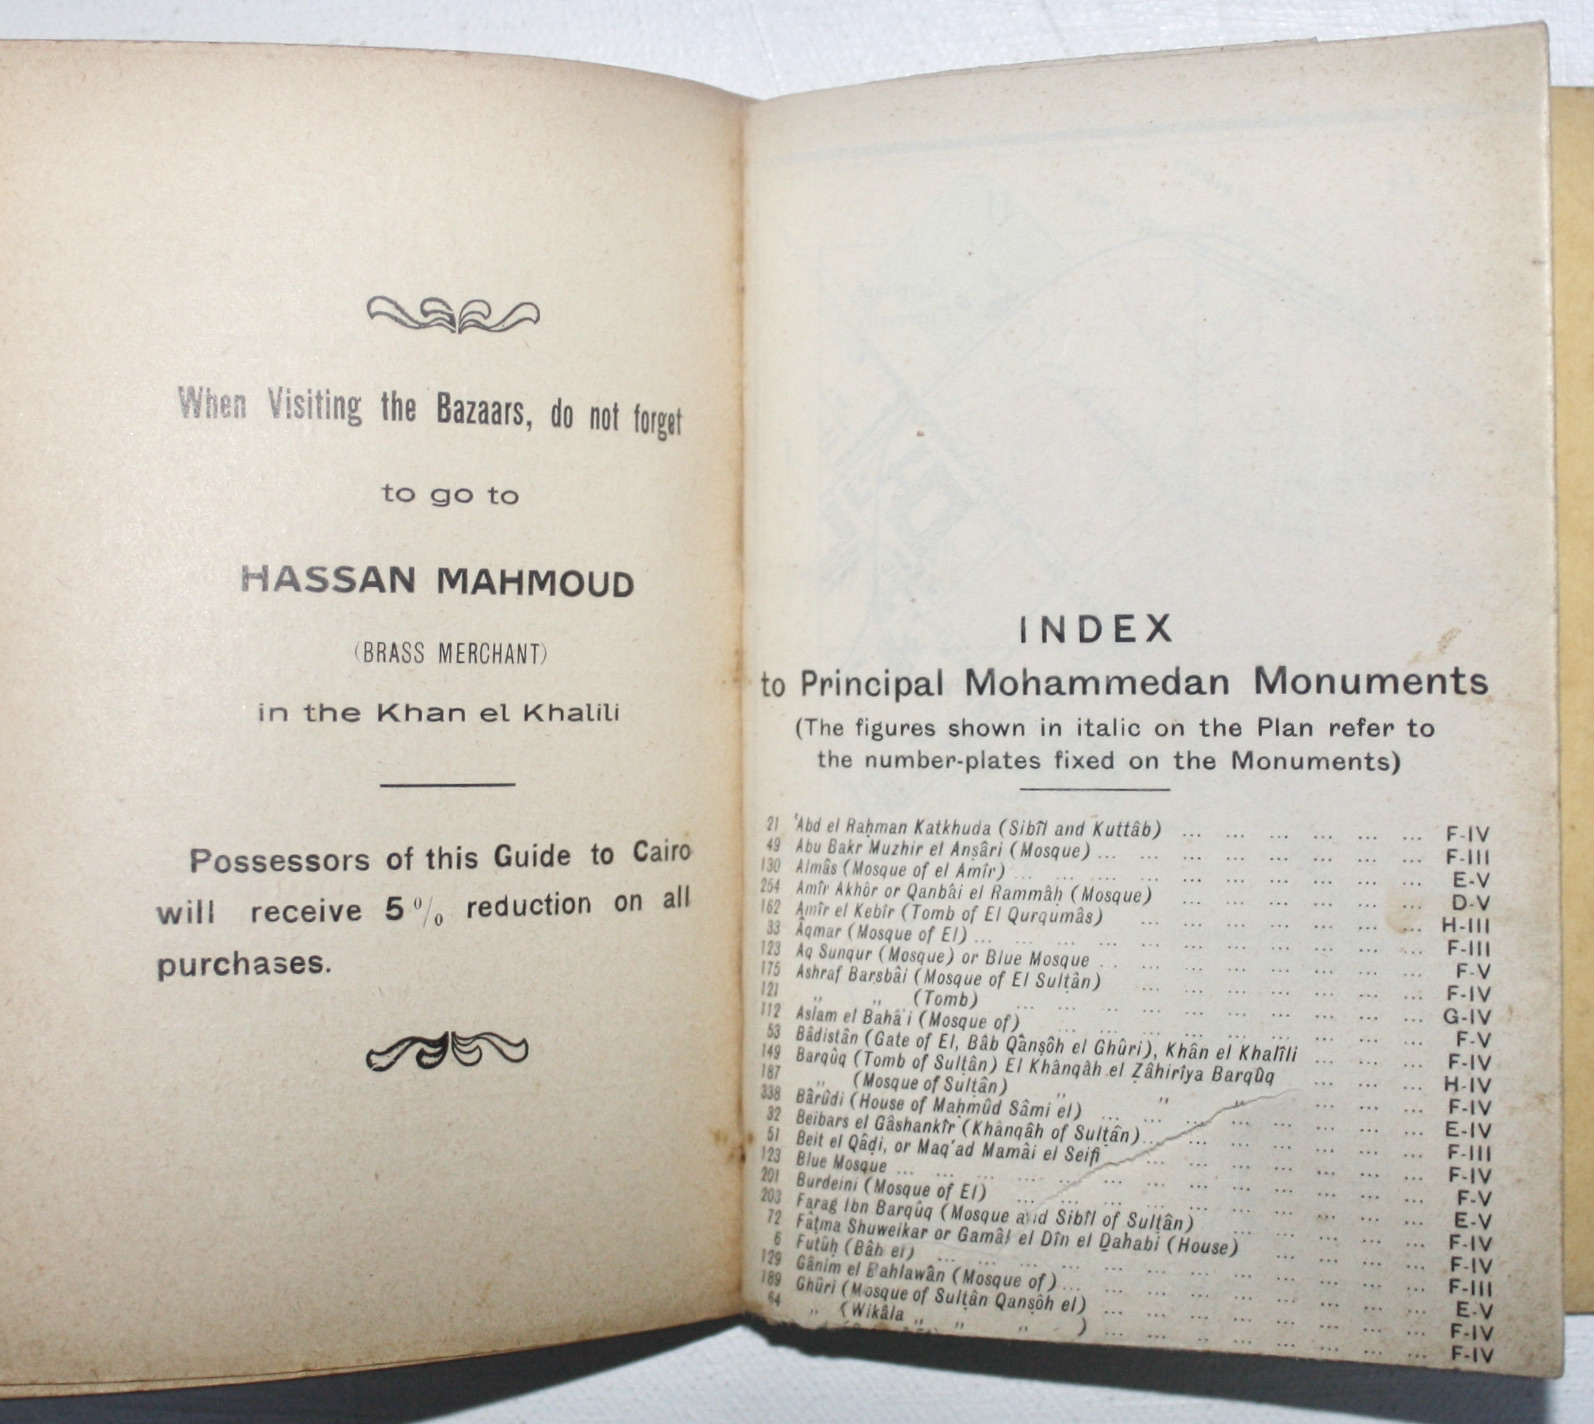 When Visiting the Bazaars, do not forget
to go to
HASSAN MAHMOUD
(BRASS MERCHANT)
in the Khan el Khalili
Possessors of this Guide to Cairo
will receive 5 % reduction on all
purchases.
INDEX
to Principal Mohammedan Monuments
(The figures shown in italic on the Plan refer to
the number-plates fixed on the Monuments)
21 'Abd el Raḥman Katkhuda (Sibîl and Kuttâb) ... ... ... ... ... ... F-IV
49 Abu Bakr Muzhir el Anṣâri (Mosque) ... ... ... ... ... ... ... F-III
130 Almâs (Mosque of el Amîr) ... ... ... ... ... ... ... ... E-V
254 Amîr Akhôr or Qanbâi el Rammâḥ (Mosque) ... ... ... ... ... ... D-V
162 Amîr el Kebîr (Tomb of El Qurqumâs) ... ... ... ... ... ... ... H-III
33 Âqmar (Mosque of El) ... ... ... ... ... ... ... ... ... F-III
123 Aq Sunqur (Mosque) or Blue Mosque ... ... ... ... ... ... ... F-V
175 Ashraf Barsbâi (Mosque of El Sulṭân) ... ... ... ... ... ... ... F-IV
121 „ „ (Tomb) ... ... ... ... ... ... ... ... G-IV
112 Aslam el Bahâ'i (Mosque of) ... ... ... ... ... ... ... ... F-V
53 Bâdistân (Gate of El, Bâb Qânṣôh el Ghûri), Khân el Khalîli ... ... ... F-IV
149 Barqûq (Tomb of Sulṭân) El Khânqâh el Ẓâhirîya Barqûq ... ... ... H-IV
187 „ (Mosque of Sulṭân) „ „ „ ... ... ... F-IV
338 Bârûdi (House of Maḥmûd Sâmi el) ... ... ... ... ... ... ... E-IV
32 Beibars el Gâshankîr (Khânqâh of Sulṭân) ... ... ... ... ... ... F-III
51 Beit el Qâḍi, or Maq'ad Mamâi el Seifi ... ... ... ... ... ... ... F-IV
123 Blue Mosque ... ... ... ... ... ... ... ... ... ... F-V
201 Burdeini (Mosque of El) ... ... ... ... ... ... ... ... ... E-V
203 Farag Ibn Barqûq (Mosque and Sibîl of Sulṭân) ... ... ... ... ... F-IV
72 Fâṭma Shuweikar or Gamâl el Dîn el Dahabi (House) ... ... ... ... F-IV
6 Futûḥ (Bâb el) ... ... ... ... ... ... ... ... ... ... F-III
129 Gânim el Bahlawân (Mosque of) ... ... ... ... ... ... ... ... E-V
189 Ghûri (Mosque of Sulṭân Qanṣôh el) ... ... ... ... ... ... ... F-IV
64 „ (Wikâla „ „ „ ) ... ... ... ... ... ... ... F-IV